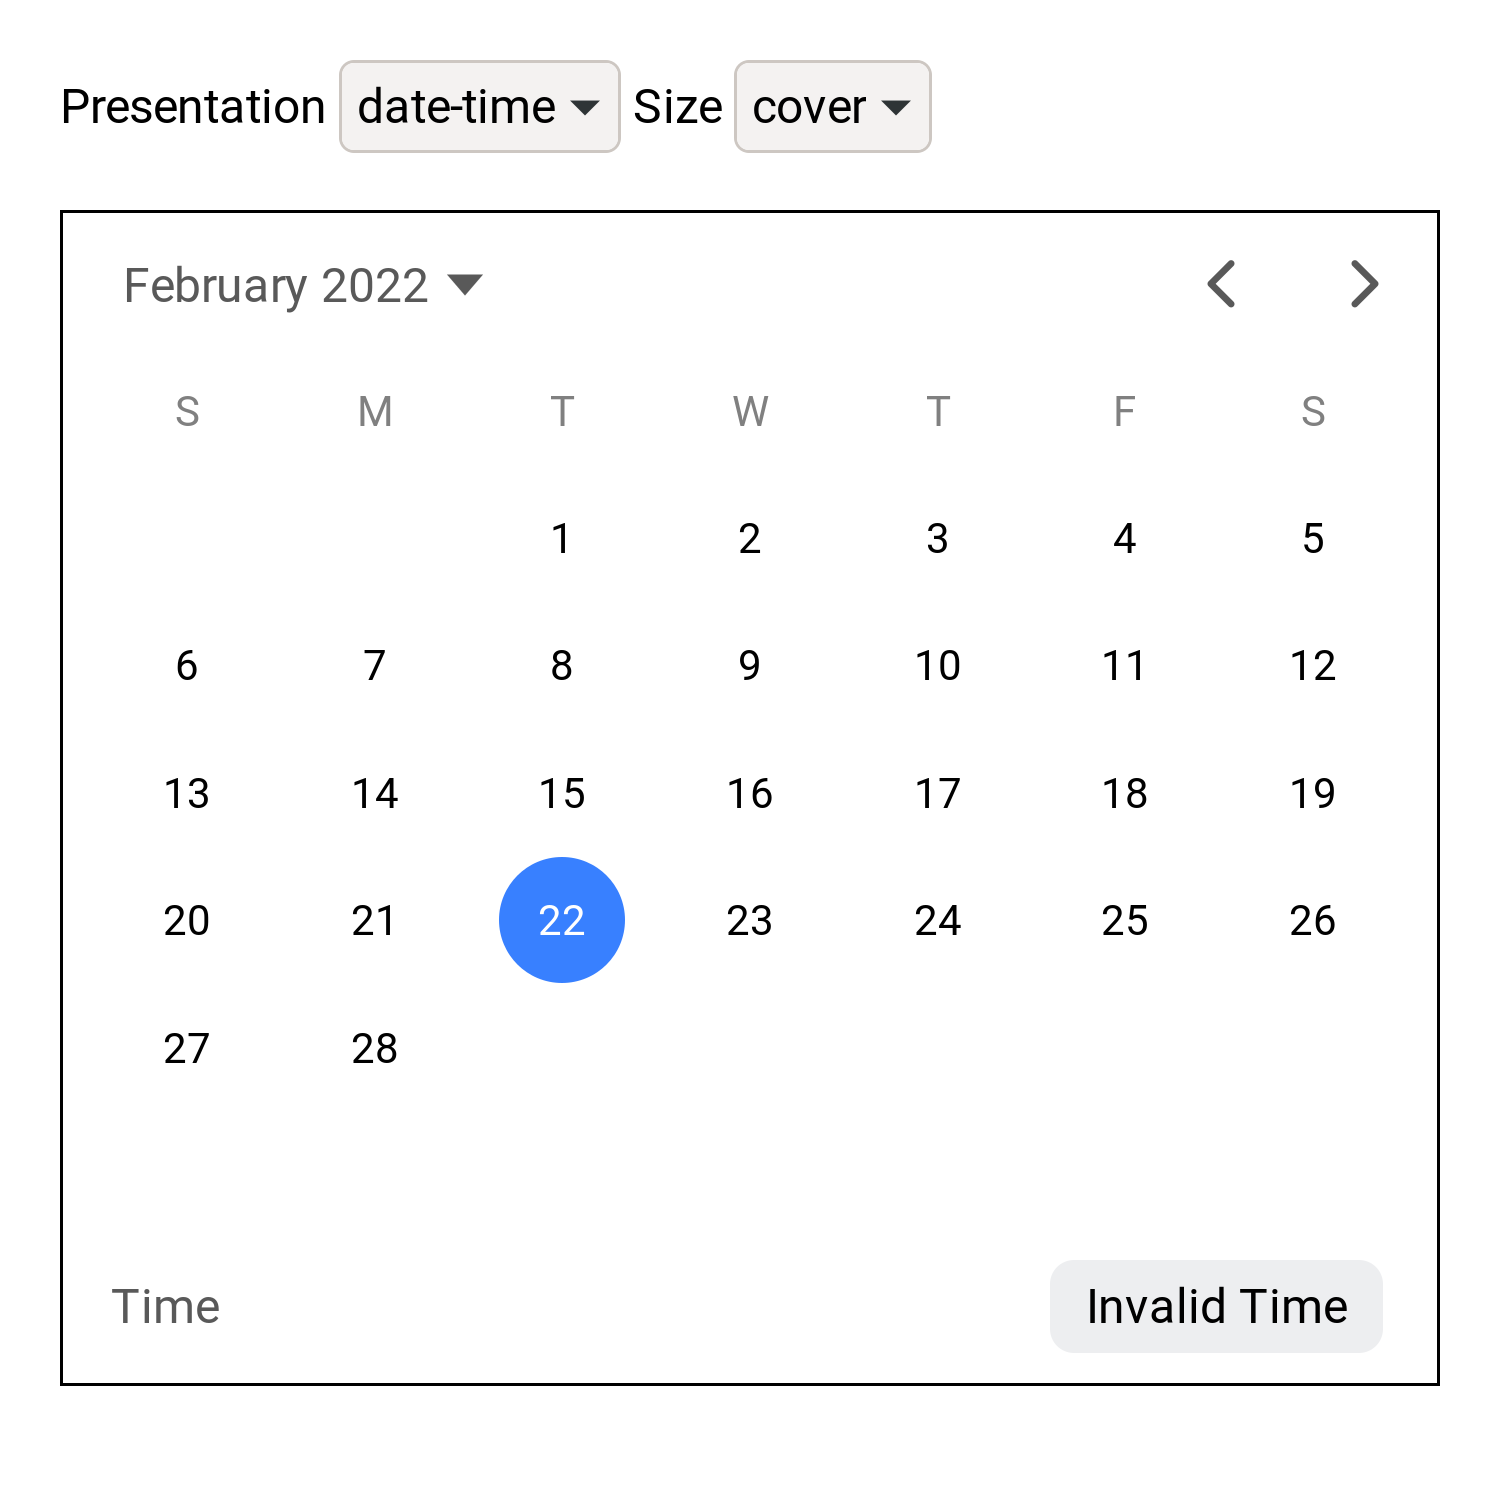 Presentation date-time Size cover
February 2022
S M T W T F S
1 2 3 4 5
6 7 8 9 10 11 12
13 14 15 16 17 18 19
20 21 22 23 24 25 26
27 28
Time Invalid Time